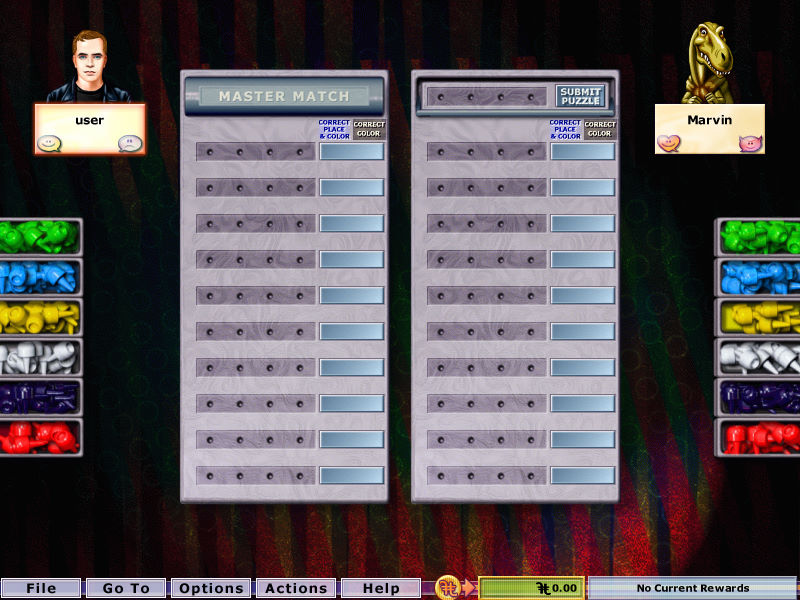 user
Marvin
MASTER MATCH
SUBMIT
PUZZLE
CORRECT
PLACE
& COLOR
CORRECT
COLOR
CORRECT
PLACE
& COLOR
CORRECT
COLOR
File
Go To
Options
Actions
Help
0.00
No Current Rewards